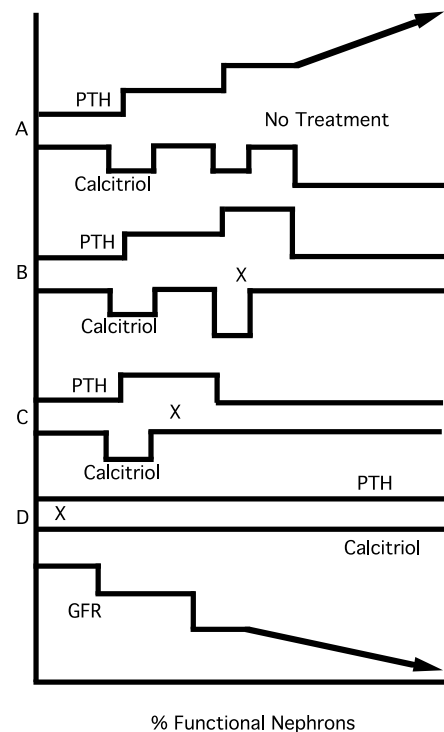 PTH
A
No Treatment
Calcitriol
PTH
B
X
Calcitriol
PTH
C
X
Calcitriol
PTH
D
X
Calcitriol
GFR
% Functional Nephrons